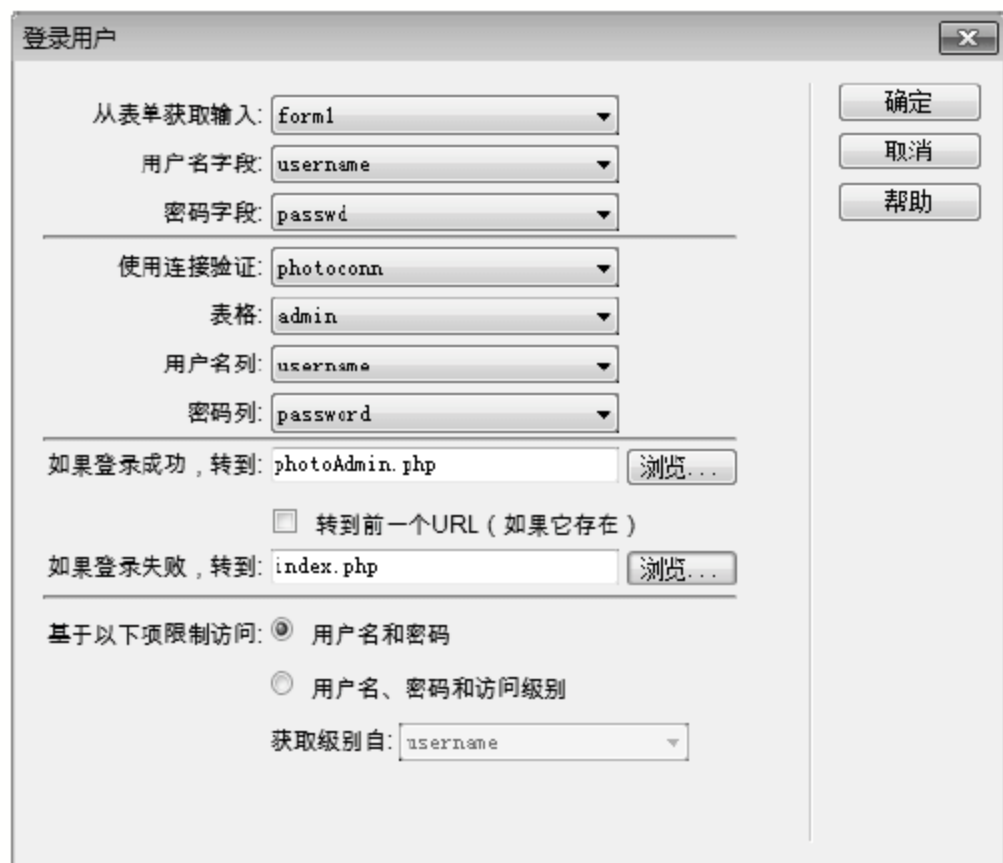 登录用户
从表单获取输入: form1
确定
用户名字段: username
取消
密码字段: passwd
帮助
使用连接验证: photoconn
表格: admin
用户名列: username
密码列: password
如果登录成功，转到: photoAdmin.php 浏览...
转到前一个URL（如果它存在）
如果登录失败，转到: index.php 浏览...
基于以下项限制访问: 用户名和密码
用户名、密码和访问级别
获取级别自: username